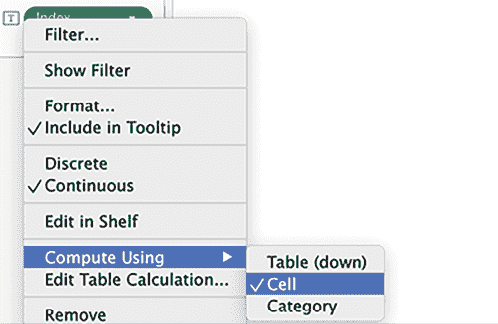 T Index
Filter...
Show Filter
Format...
✓ Include in Tooltip
Discrete
✓ Continuous
Edit in Shelf
Compute Using ▶
Table (down)
Edit Table Calculation...
✓ Cell
Category
Remove